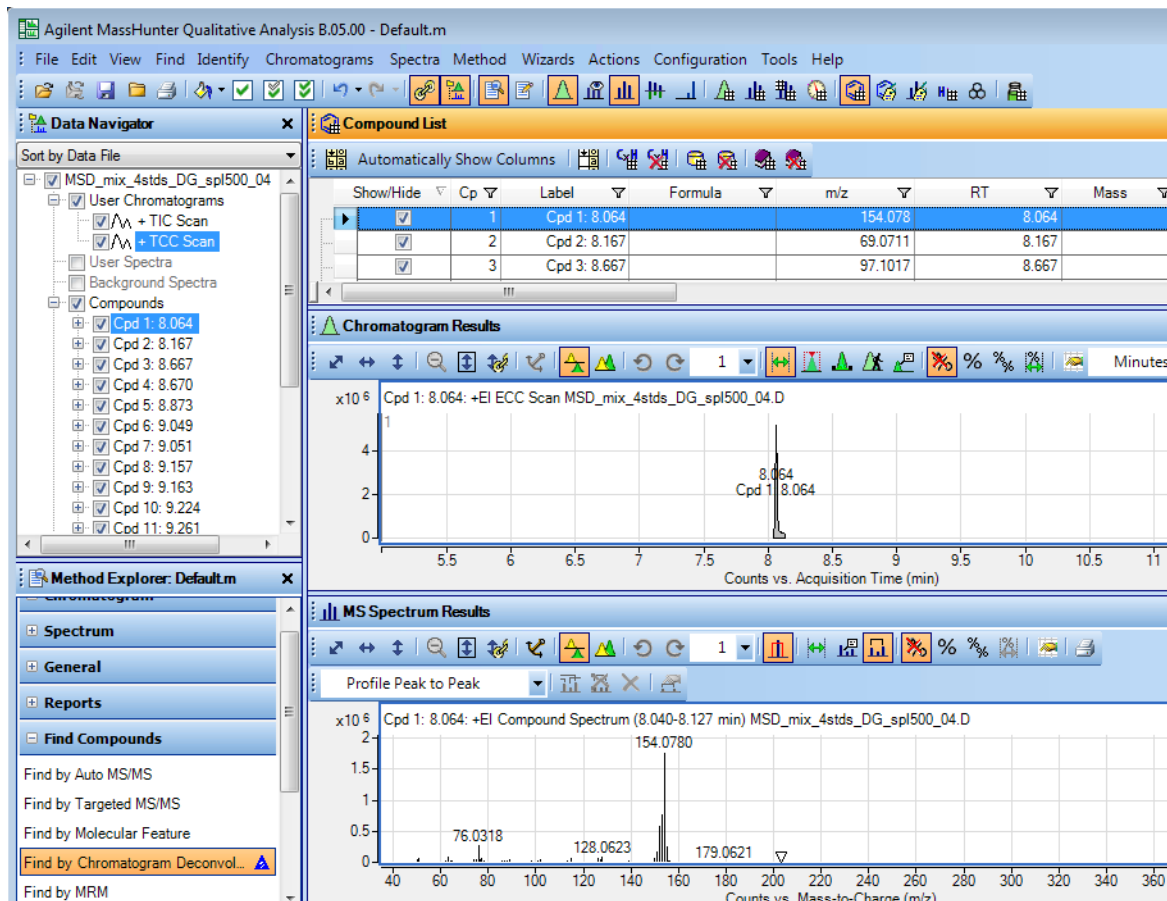 Agilent MassHunter Qualitative Analysis B.05.00 - Default.m
File Edit View Find Identify Chromatograms Spectra Method Wizards Actions Configuration Tools Help
Data Navigator
Sort by Data File
MSD_mix_4stds_DG_spl500_04
User Chromatograms
+ TIC Scan
+ TCC Scan
User Spectra
Background Spectra
Compounds
Cpd 1: 8.064
Cpd 2: 8.167
Cpd 3: 8.667
Cpd 4: 8.670
Cpd 5: 8.873
Cpd 6: 9.049
Cpd 7: 9.051
Cpd 8: 9.157
Cpd 9: 9.163
Cpd 10: 9.224
Cpd 11: 9.261
Method Explorer: Default.m
Chromatogram
Spectrum
General
Reports
Find Compounds
Find by Auto MS/MS
Find by Targeted MS/MS
Find by Molecular Feature
Find by Chromatogram Deconvol...
Find by MRM
Compound List
Automatically Show Columns
Show/Hide Cp Label Formula m/z RT Mass
1 Cpd 1: 8.064 154.078 8.064
2 Cpd 2: 8.167 69.0711 8.167
3 Cpd 3: 8.667 97.1017 8.667
Chromatogram Results
1 % Minutes
x10 6 Cpd 1: 8.064: +EI ECC Scan MSD_mix_4stds_DG_spl500_04.D
1
4
8.064
2
Cpd 1: 8.064
0
5.5 6 6.5 7 7.5 8 8.5 9 9.5 10 10.5 11
Counts vs. Acquisition Time (min)
MS Spectrum Results
1 %
Profile Peak to Peak
x10 6 Cpd 1: 8.064: +EI Compound Spectrum (8.040-8.127 min) MSD_mix_4stds_DG_spl500_04.D
2
154.0780
1.5
1
0.5
76.0318 128.0623 179.0621
0
40 60 80 100 120 140 160 180 200 220 240 260 280 300 320 340 360
Counts vs. Mass-to-Charge (m/z)